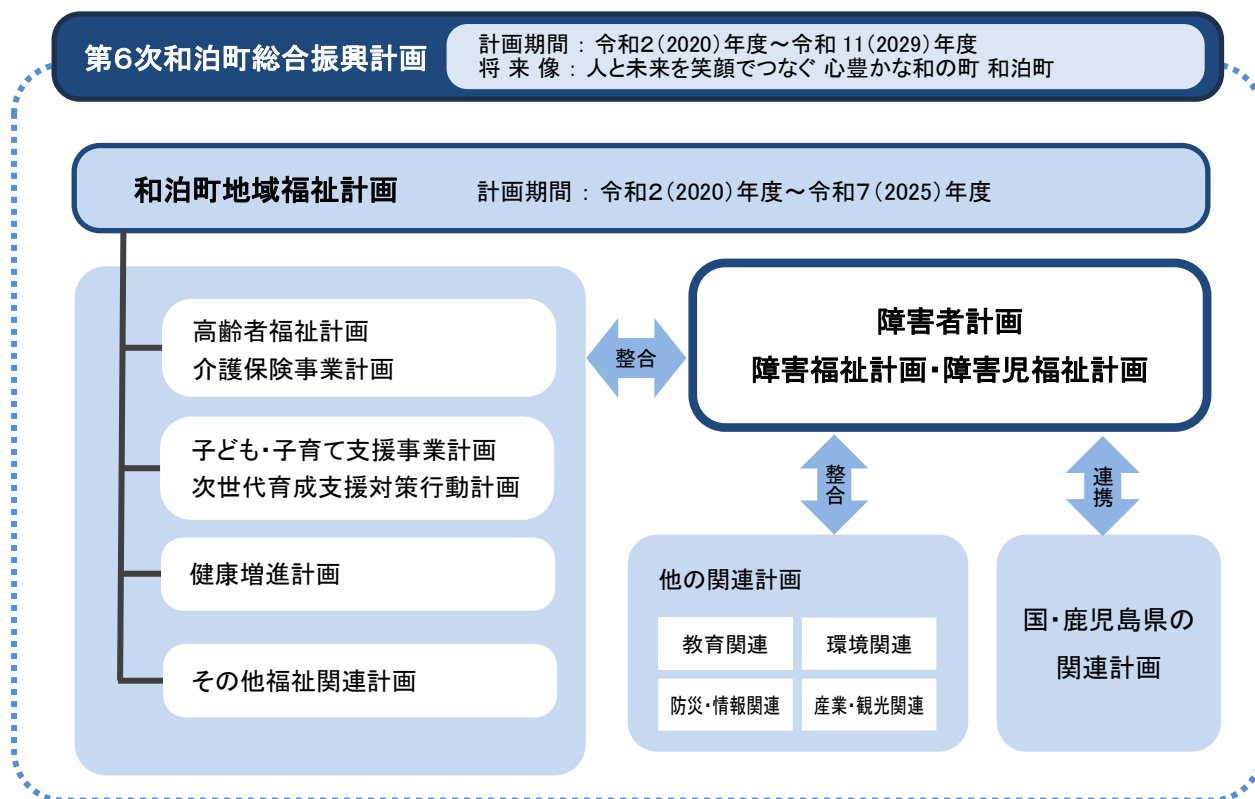 第6次和泊町総合振興計画
計画期間 : 令和2(2020)年度～令和 11(2029)年度
将 来 像 : 人と未来を笑顔でつなぐ 心豊かな和の町 和泊町
和泊町地域福祉計画
計画期間 : 令和2(2020)年度～令和7(2025)年度
高齢者福祉計画
介護保険事業計画
子ども・子育て支援事業計画
次世代育成支援対策行動計画
健康増進計画
その他福祉関連計画
整合
障害者計画
障害福祉計画・障害児福祉計画
整合
連携
他の関連計画
教育関連
環境関連
防災・情報関連
産業・観光関連
国・鹿児島県の
関連計画